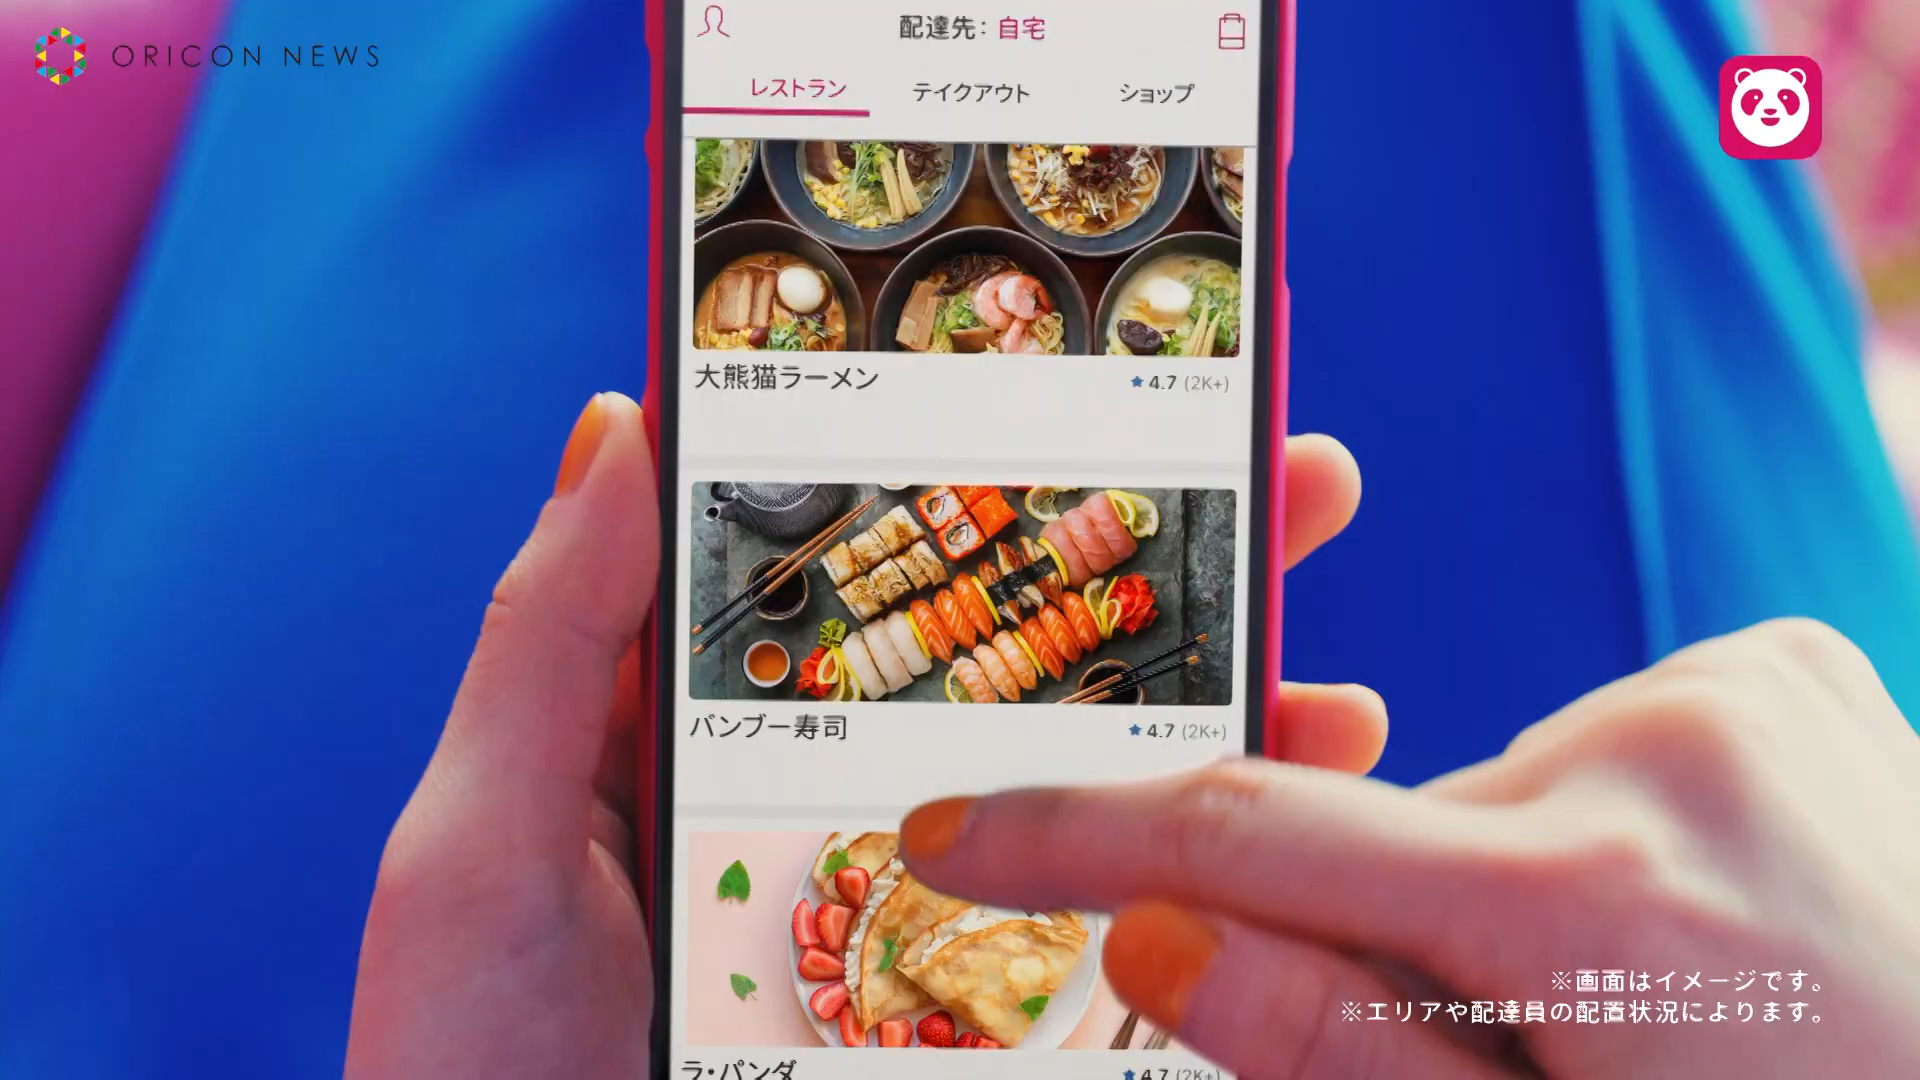 ORICON NEWS
配達先: 自宅
レストラン テイクアウト ショップ
大熊猫ラーメン ★4.7 (2K+)
バンブー寿司 ★4.7 (2K+)
ラ・パンダ ★4.7 (2K+)
※画面はイメージです。
※エリアや配達員の配置状況によります。